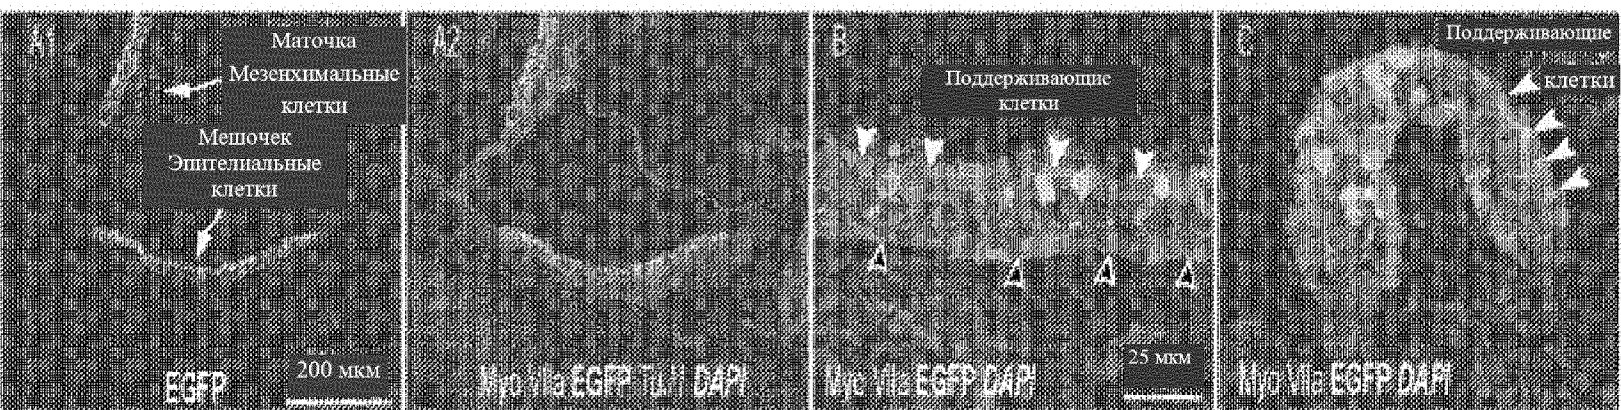 A1
Маточка
Мезенхимальные
клетки
Мешочек
Эпителиальные
клетки
EGFP
200 мкм
A2
Myo VIIa EGFP TuJ1 DAPI
B
Поддерживающие
клетки
25 мкм
Myo VIIa EGFP DAPI
C
Поддерживающие
клетки
Myo VIIa EGFP DAPI